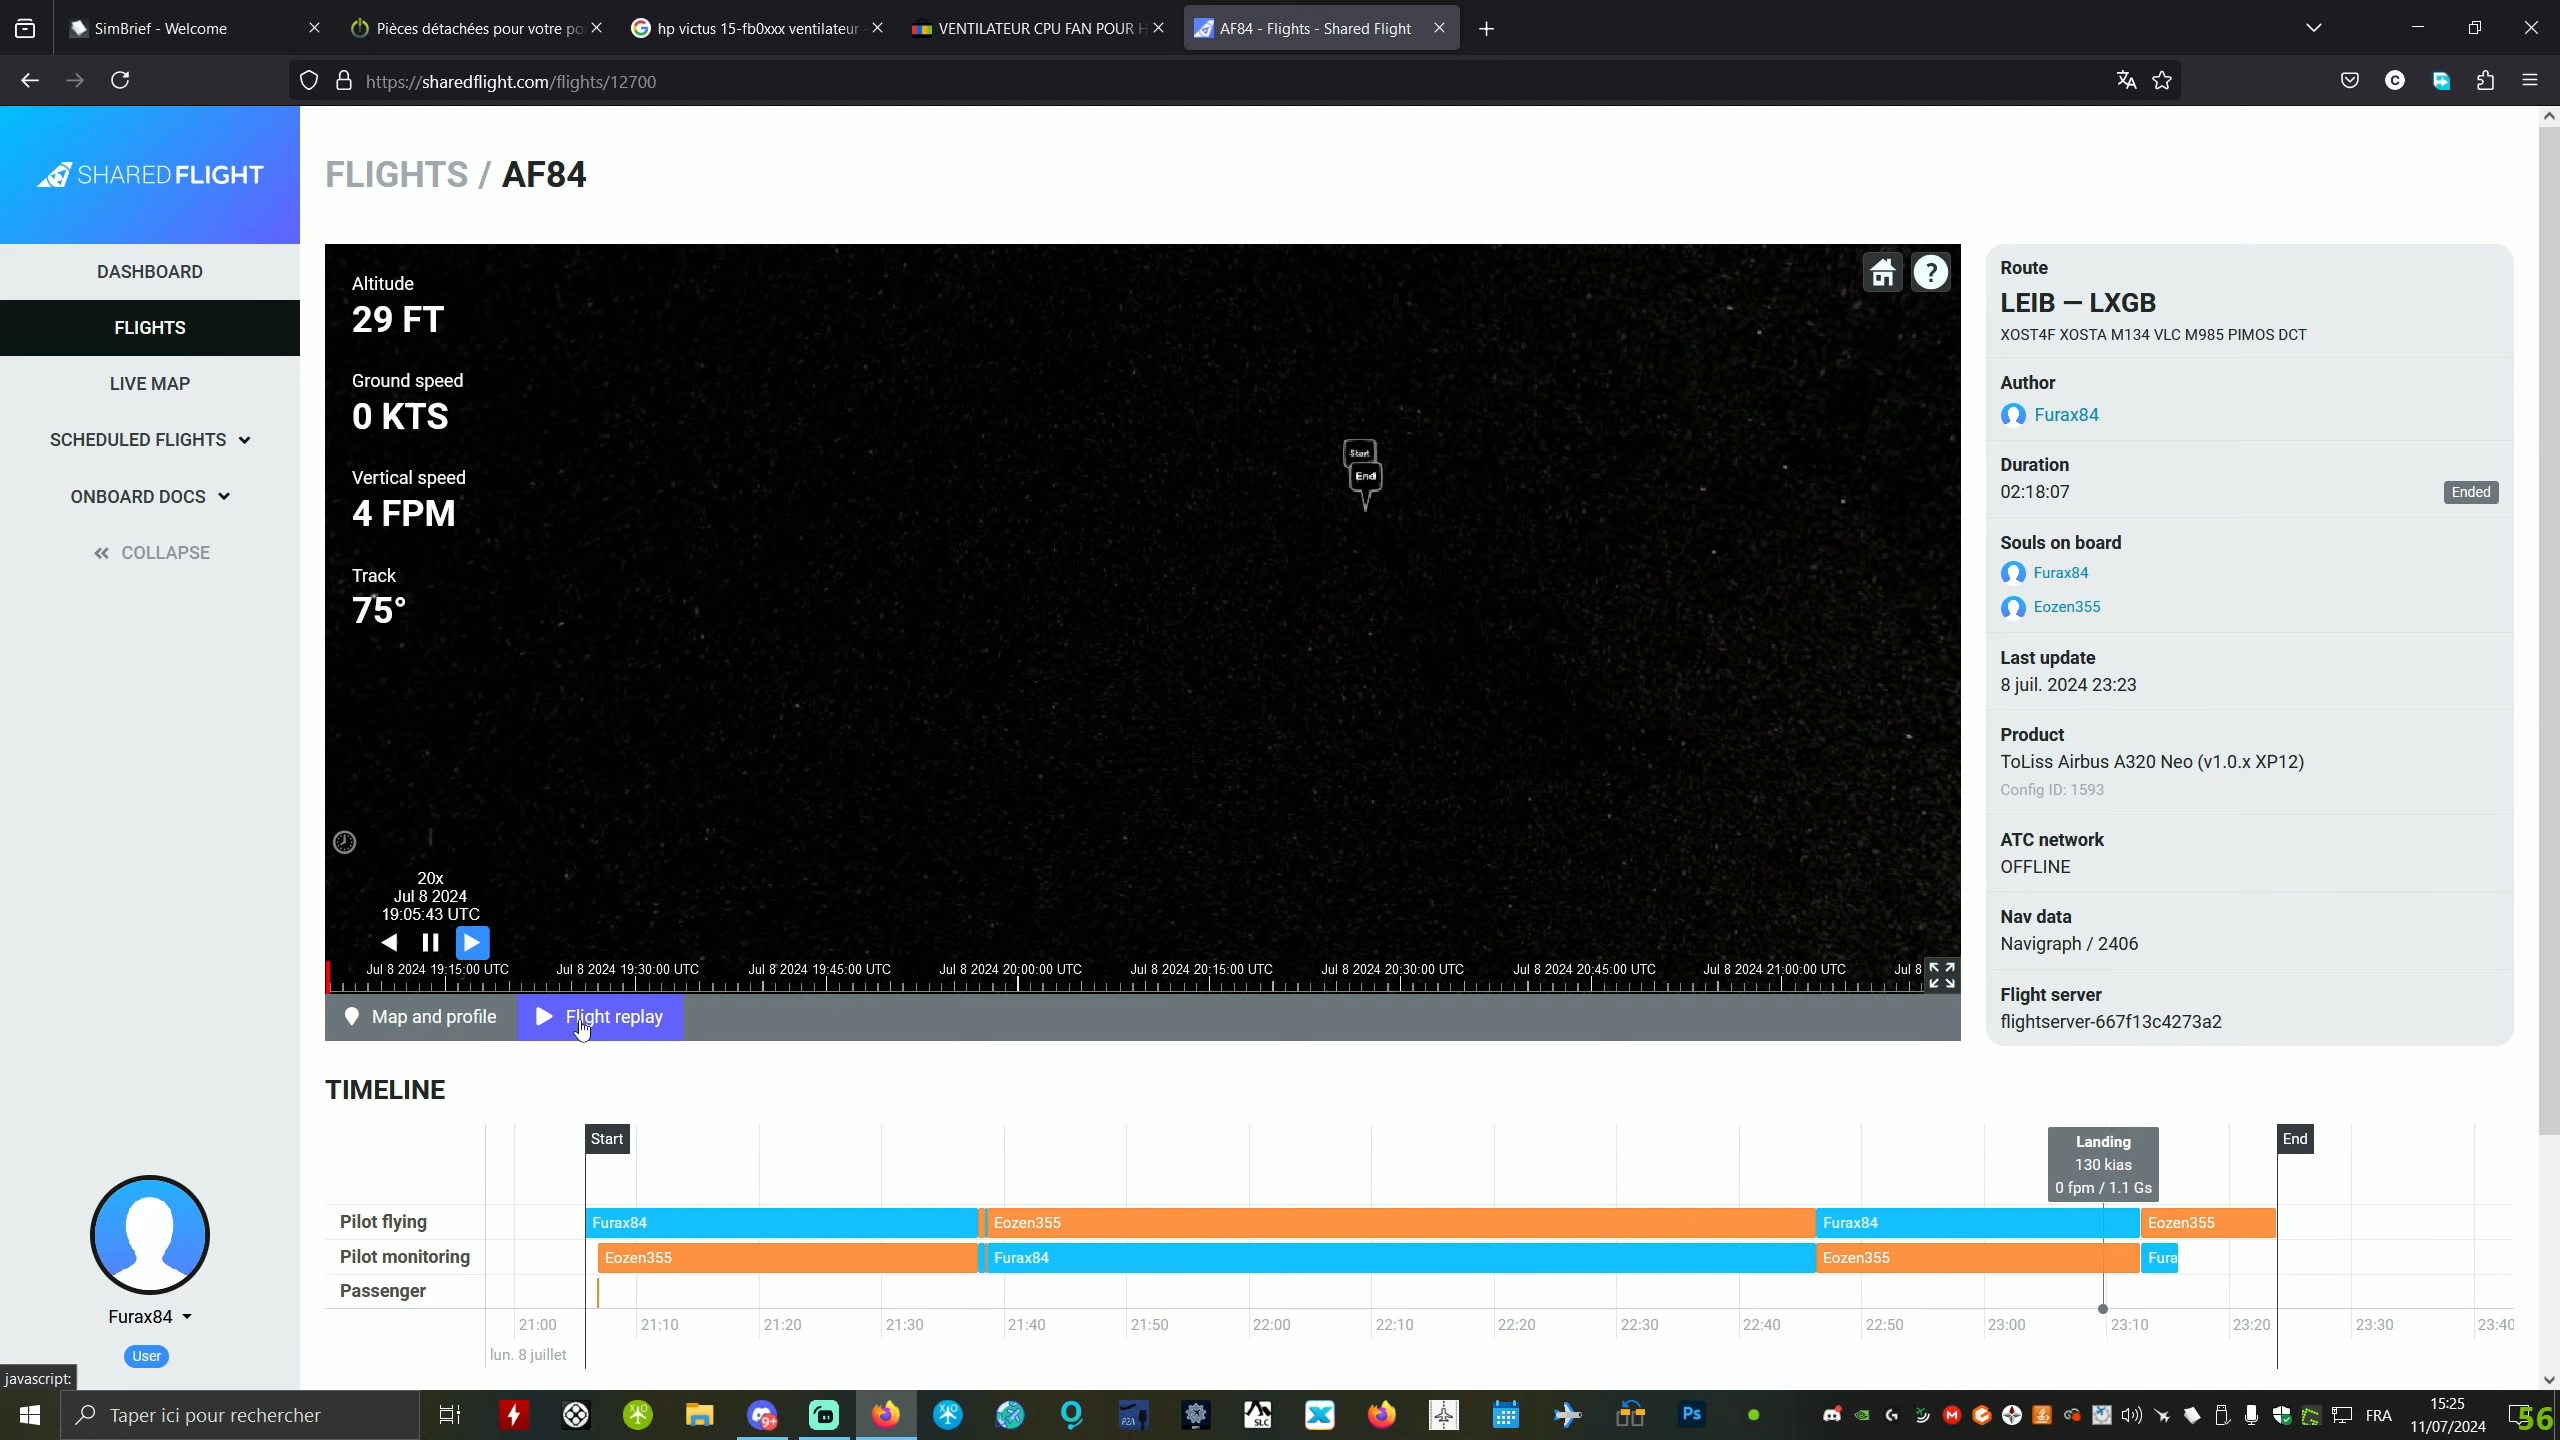 SimBrief - Welcome
Pièces détachées pour votre po
hp victus 15-fb0xxx ventilateur
VENTILATEUR CPU FAN POUR H
AF84 - Flights - Shared Flight
https://sharedflight.com/flights/12700
SHARED FLIGHT
DASHBOARD
FLIGHTS
LIVE MAP
SCHEDULED FLIGHTS
ONBOARD DOCS
COLLAPSE
FLIGHTS / AF84
Altitude
29 FT
Ground speed
0 KTS
Vertical speed
4 FPM
Track
75°
Start
End
?
20x
Jul 8 2024
19:05:43 UTC
Jul 8 2024 19:15:00 UTC
Jul 8 2024 19:30:00 UTC
Jul 8 2024 19:45:00 UTC
Jul 8 2024 20:00:00 UTC
Jul 8 2024 20:15:00 UTC
Jul 8 2024 20:30:00 UTC
Jul 8 2024 20:45:00 UTC
Jul 8 2024 21:00:00 UTC
Jul 8
Map and profile
Flight replay
Route
LEIB — LXGB
XOST4F XOSTA M134 VLC M985 PIMOS DCT
Author
Furax84
Duration
02:18:07
Ended
Souls on board
Furax84
Eozen355
Last update
8 juil. 2024 23:23
Product
ToLiss Airbus A320 Neo (v1.0.x XP12)
Config ID: 1593
ATC network
OFFLINE
Nav data
Navigraph / 2406
Flight server
flightserver-667f13c4273a2
TIMELINE
Start
Landing
130 kias
0 fpm / 1.1 Gs
End
Pilot flying
Furax84
Eozen355
Furax84
Eozen355
Pilot monitoring
Eozen355
Furax84
Eozen355
Fura
Passenger
21:00
21:10
21:20
21:30
21:40
21:50
22:00
22:10
22:20
22:30
22:40
22:50
23:00
23:10
23:20
23:30
23:40
lun. 8 juillet
Furax84
User
javascript:
Taper ici pour rechercher
9+
P2A
SLC
Ps
FRA
15:25
11/07/2024
56